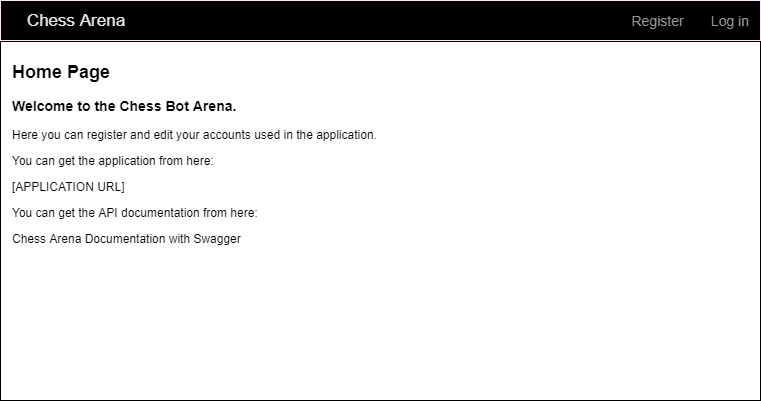 Chess Arena Register Log in
Home Page
Welcome to the Chess Bot Arena.
Here you can register and edit your accounts used in the application.
You can get the application from here:
[APPLICATION URL]
You can get the API documentation from here:
Chess Arena Documentation with Swagger